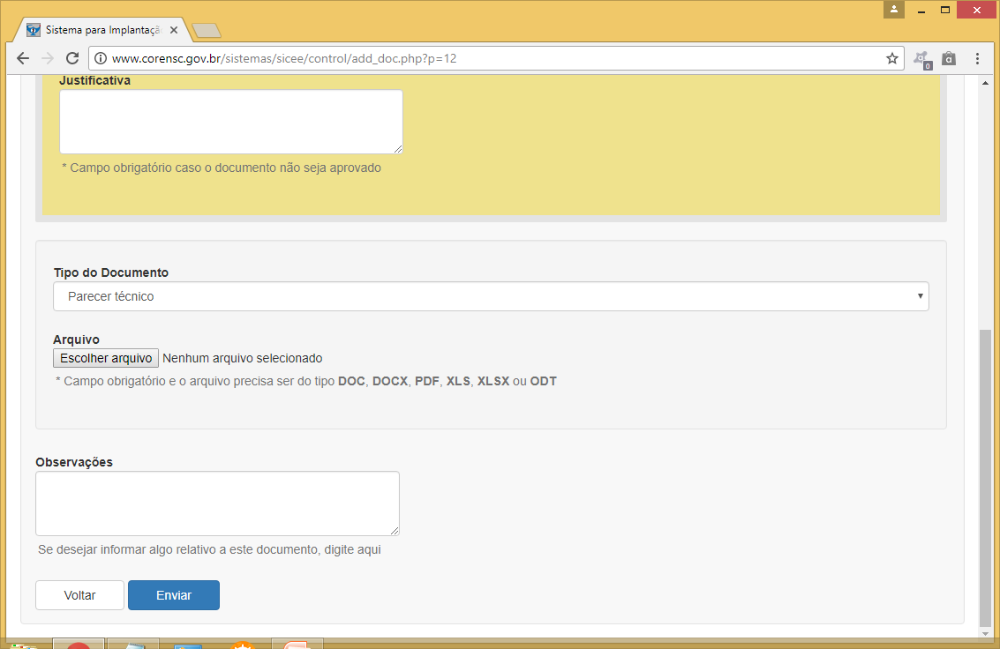 Sistema para Implantaçã
www.corensc.gov.br/sistemas/sicee/control/add_doc.php?p=12
0
a
Justificativa
* Campo obrigatório caso o documento não seja aprovado
Tipo do Documento
Parecer técnico
Arquivo
Escolher arquivo Nenhum arquivo selecionado
* Campo obrigatório e o arquivo precisa ser do tipo DOC, DOCX, PDF, XLS, XLSX ou ODT
Observações
Se desejar informar algo relativo a este documento, digite aqui
Voltar Enviar